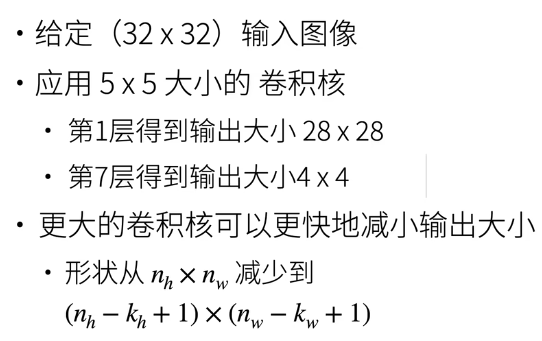 • 给定（32 x 32）输入图像
• 应用 5 x 5 大小的 卷积核
• 第1层得到输出大小 28 x 28
• 第7层得到输出大小4 x 4
• 更大的卷积核可以更快地减小输出大小
• 形状从 nₕ × n_w 减少到
(nₕ − kₕ + 1) × (n_w − k_w + 1)